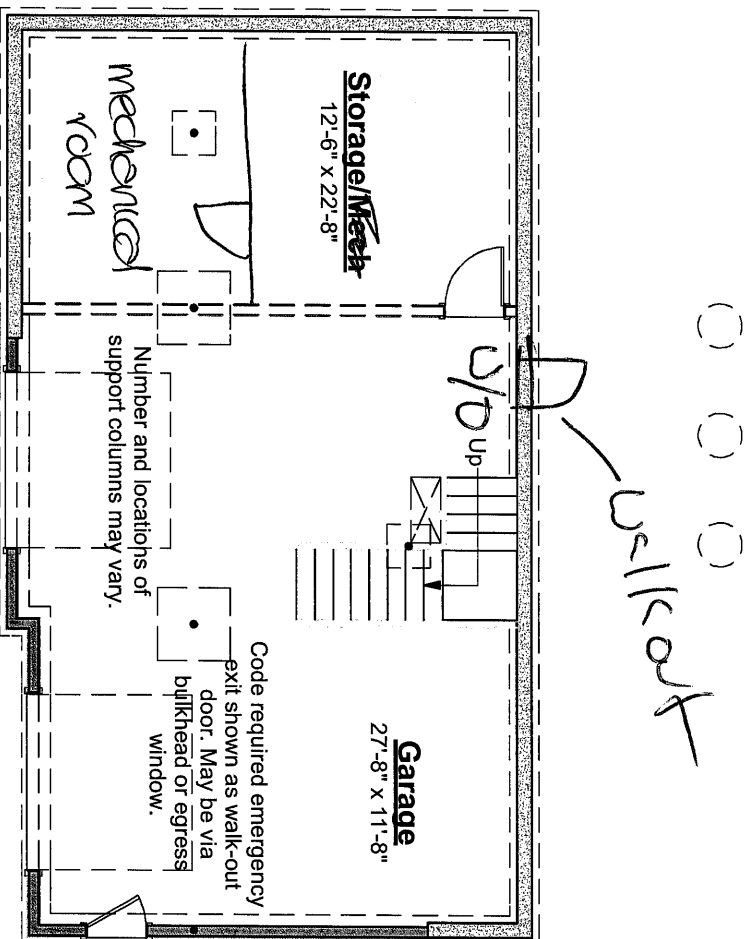 Storage/Mech
12'-6" x 22'-8"
mechanical
room
w/o
Up
walkout
Number and locations of
support columns may vary.
Garage
27'-8" x 11'-8"
Code required emergency
exit shown as walk-out
door. May be via
bulkhead or egress
window.